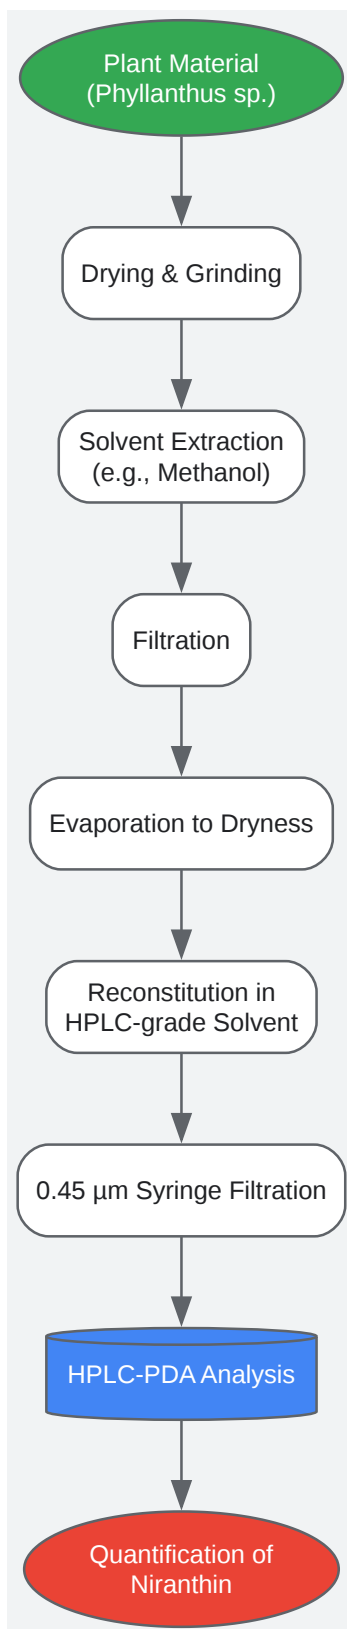 Plant Material
(Phyllanthus sp.)
Drying & Grinding
Solvent Extraction
(e.g., Methanol)
Filtration
Evaporation to Dryness
Reconstitution in
HPLC-grade Solvent
0.45 µm Syringe Filtration
HPLC-PDA Analysis
Quantification of
Niranthin